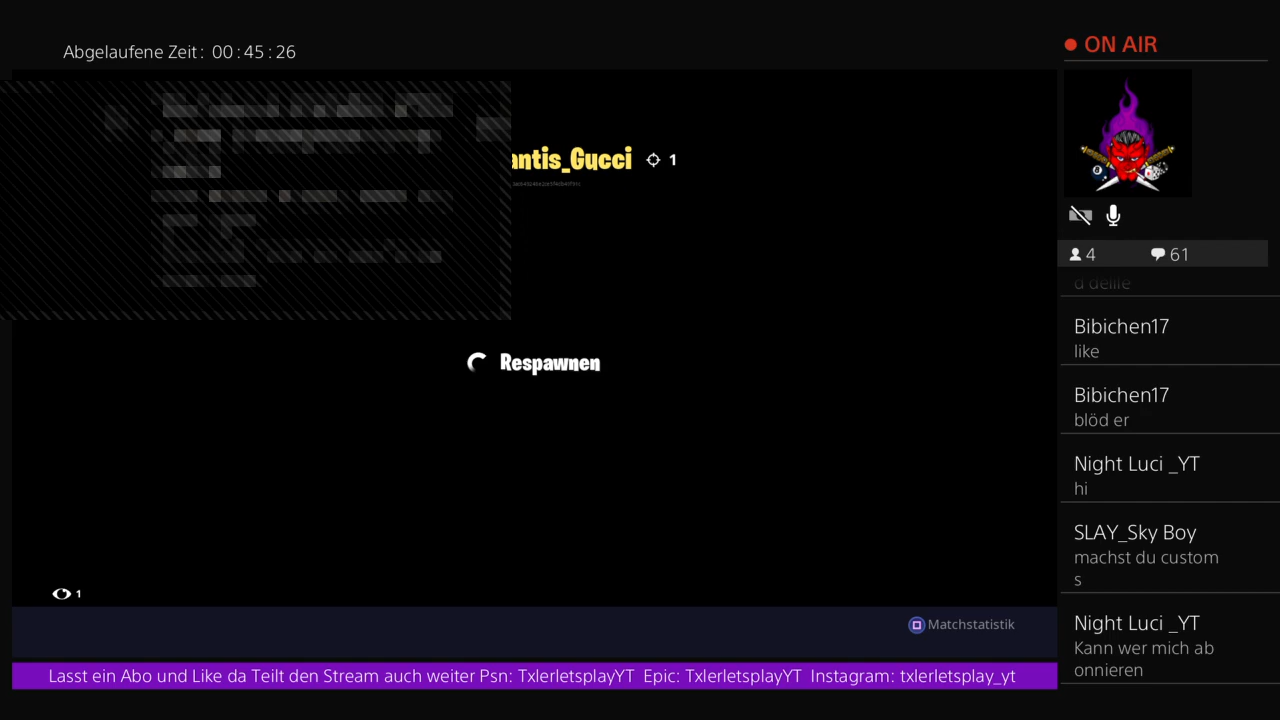 Abgelaufene Zeit: 00:45:26
ON AIR
antis_Gucci 1
4 61
Bibichen17
like
Bibichen17
blöd er
Night Luci _YT
hi
SLAY_Sky Boy
machst du custom
s
Night Luci _YT
Kann wer mich ab
onnieren
Respawnen
1
Matchstatistik
Lasst ein Abo und Like da Teilt den Stream auch weiter Psn: TxlerletsplayYT Epic: TxlerletsplayYT Instagram: txlerletsplay_yt